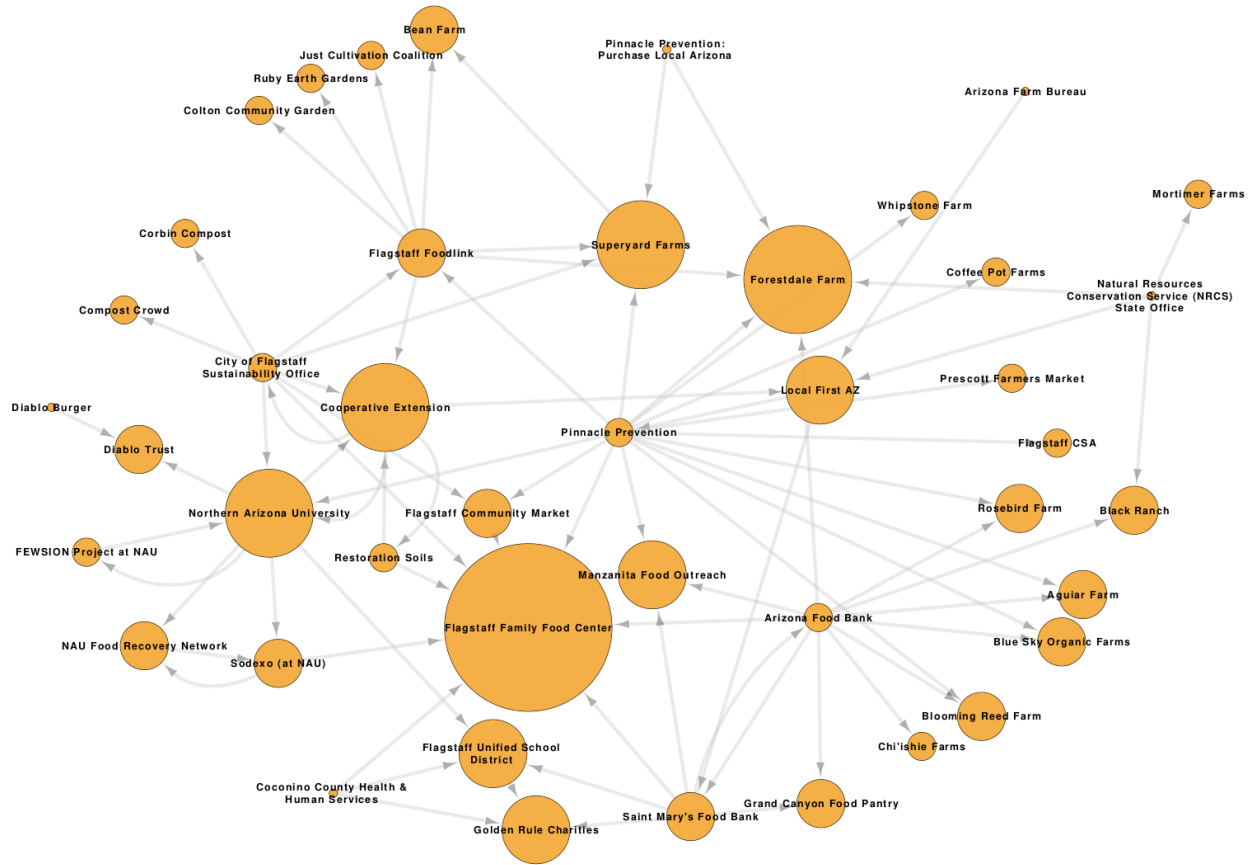 Bean Farm
Pinnacle Prevention:
Purchase Local Arizona
Just Cultivation Coalition
Ruby Earth Gardens
Arizona Farm Bureau
Colton Community Garden
Mortimer Farms
Whipstone Farm
Corbin Compost
Superyard Farms
Flagstaff Foodlink
Coffee Pot Farms
Forestdale Farm
Natural Resources
Conservation Service (NRCS)
State Office
Compost Crowd
City of Flagstaff
Sustainability Office
Prescott Farmers Market
Local First AZ
Diablo Burger
Cooperative Extension
Pinnacle Prevention
Flagstaff CSA
Diablo Trust
Rosebird Farm
Black Ranch
Northern Arizona University
Flagstaff Community Market
FEWSION Project at NAU
Restoration Soils
Manzanita Food Outreach
Aguiar Farm
Arizona Food Bank
Flagstaff Family Food Center
Blue Sky Organic Farms
NAU Food Recovery Network
Sodexo (at NAU)
Blooming Reed Farm
Chi'ishie Farms
Flagstaff Unified School
District
Coconino County Health &
Human Services
Grand Canyon Food Pantry
Saint Mary's Food Bank
Golden Rule Charities